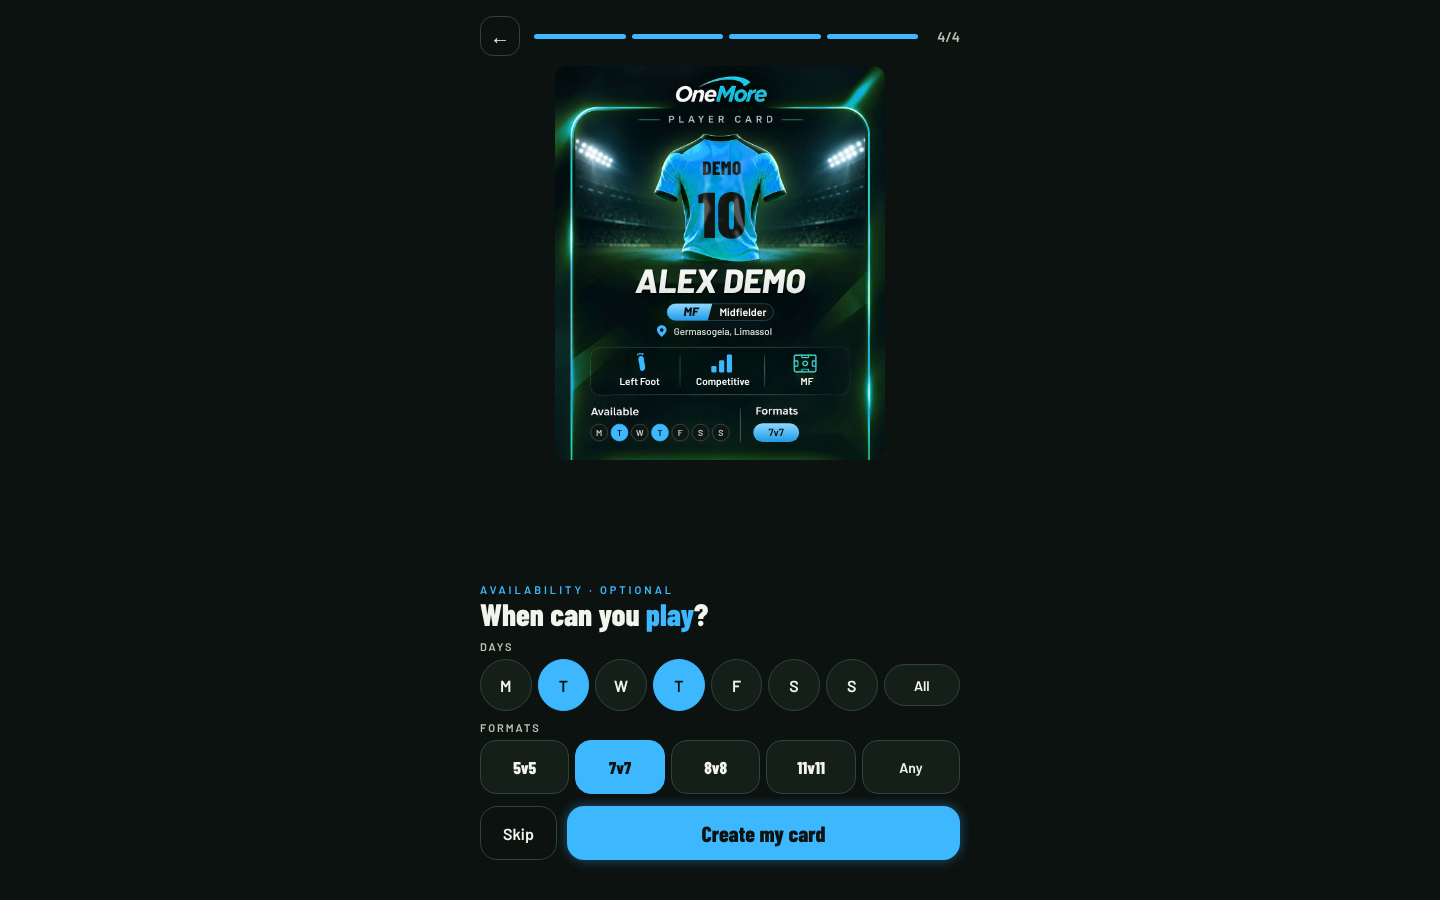 ←
4/4
OneMore
PLAYER CARD
DEMO
10
ALEX DEMO
MF Midfielder
Germasogeia, Limassol
Left Foot Competitive MF
Available Formats
M T W T F S S 7v7
AVAILABILITY · OPTIONAL
When can you play?
DAYS
M T W T F S S All
FORMATS
5v5 7v7 8v8 11v11 Any
Skip Create my card